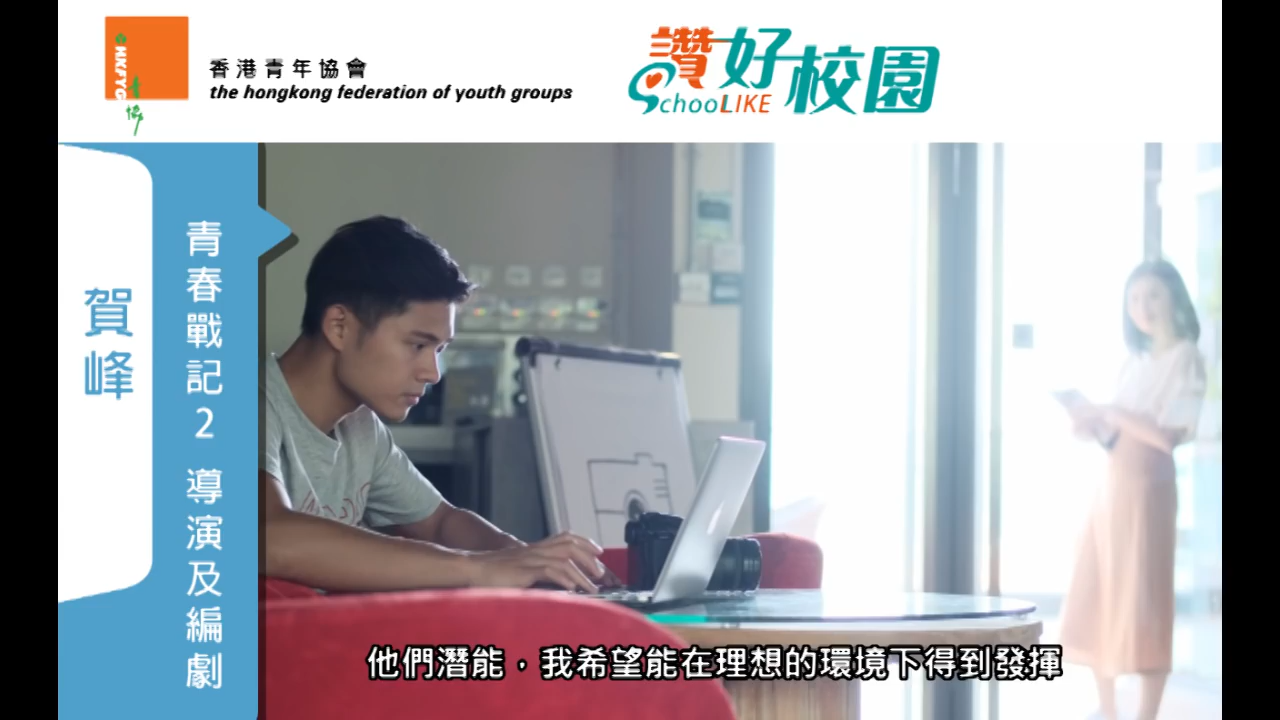 HKFYG
青
協
香港青年協會
the hongkong federation of youth groups
讚好校園
SchooLIKE
賀峰
青春戰記2 導演及編劇
他們潛能，我希望能在理想的環境下得到發揮